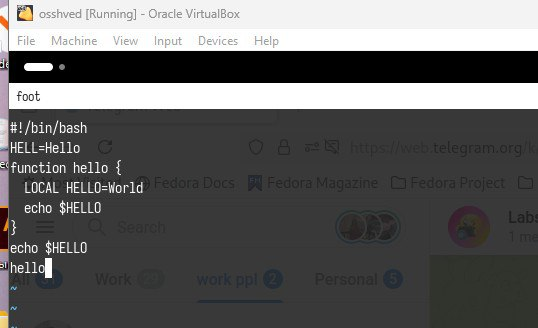 osshved [Running] - Oracle VirtualBox
File Machine View Input Devices Help
foot
#!/bin/bash
HELL=Hello
function hello {
  LOCAL HELLO=World
  echo $HELLO
}
echo $HELLO
hello
~
~
~
https://web.telegram.org/k
Fedora Docs Fedora Magazine Fedora Project
Search
Labs
1 me
All Work work ppl 2 Personal 5